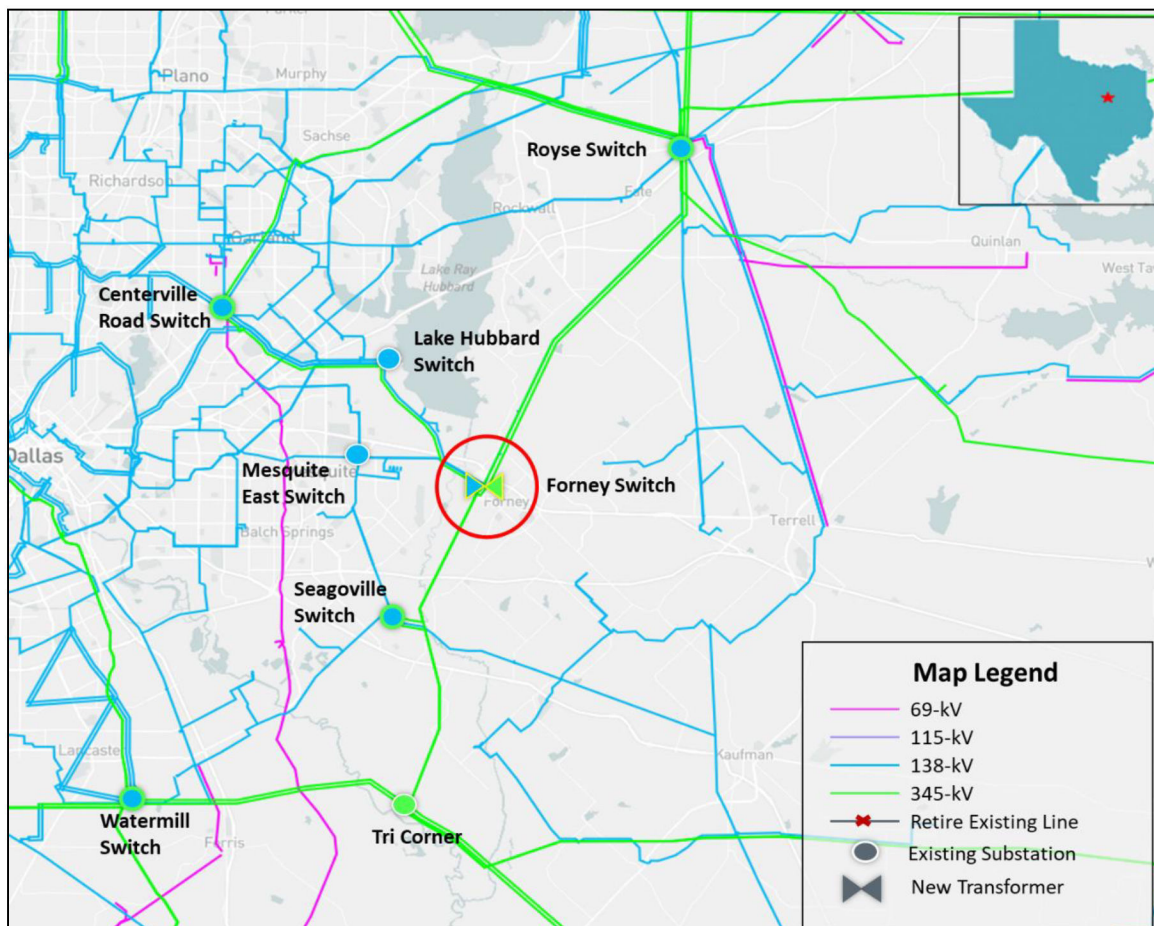 Plano
Murphy
Sachse
Richardson
Royse Switch
Rockwall
Garland
Quinlan
Lake Ray
Hubbard
Centerville
Road Switch
Lake Hubbard
Switch
Dallas
Mesquite
East Switch
Forney Switch
Forney
Terrell
Balch Springs
Seagoville
Switch
Lancaster
Kaufman
Watermill
Switch
Tri Corner
Ferris
Map Legend
69-kV
115-kV
138-kV
345-kV
Retire Existing Line
Existing Substation
New Transformer